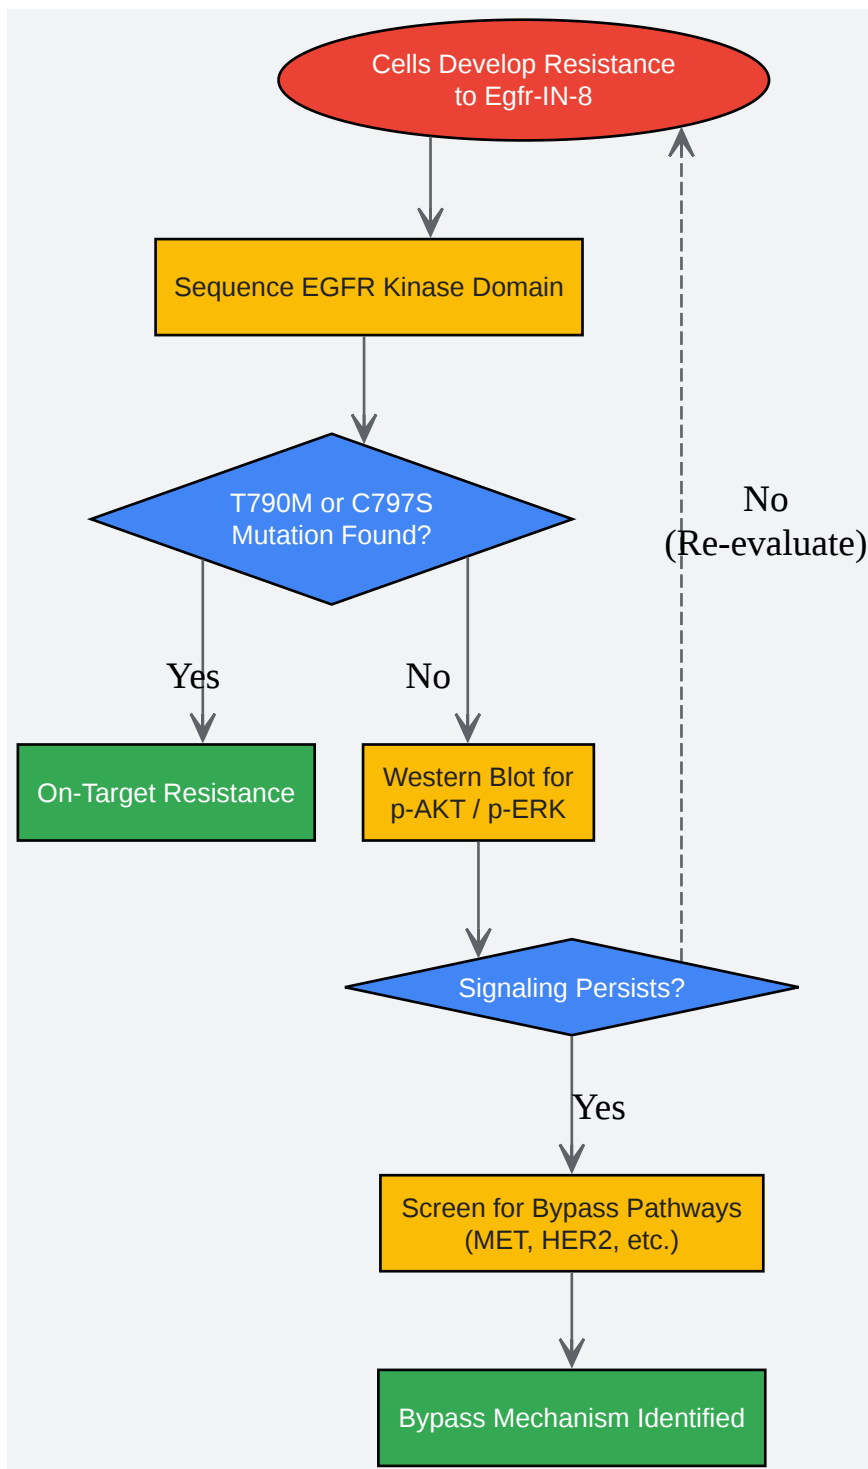 Cells Develop Resistance
to Egfr-IN-8
Sequence EGFR Kinase Domain
T790M or C797S
Mutation Found?
No
(Re-evaluate)
Yes
No
On-Target Resistance
Western Blot for
p-AKT / p-ERK
Signaling Persists?
Yes
Screen for Bypass Pathways
(MET, HER2, etc.)
Bypass Mechanism Identified